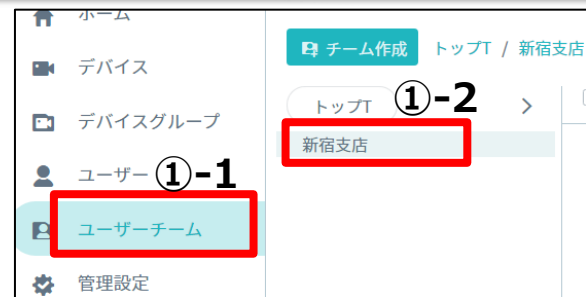 ホーム
デバイス
デバイスグループ
ユーザー ①-1
ユーザーチーム
管理設定
チーム作成 トップT / 新宿支店
トップT ①-2 >
新宿支店